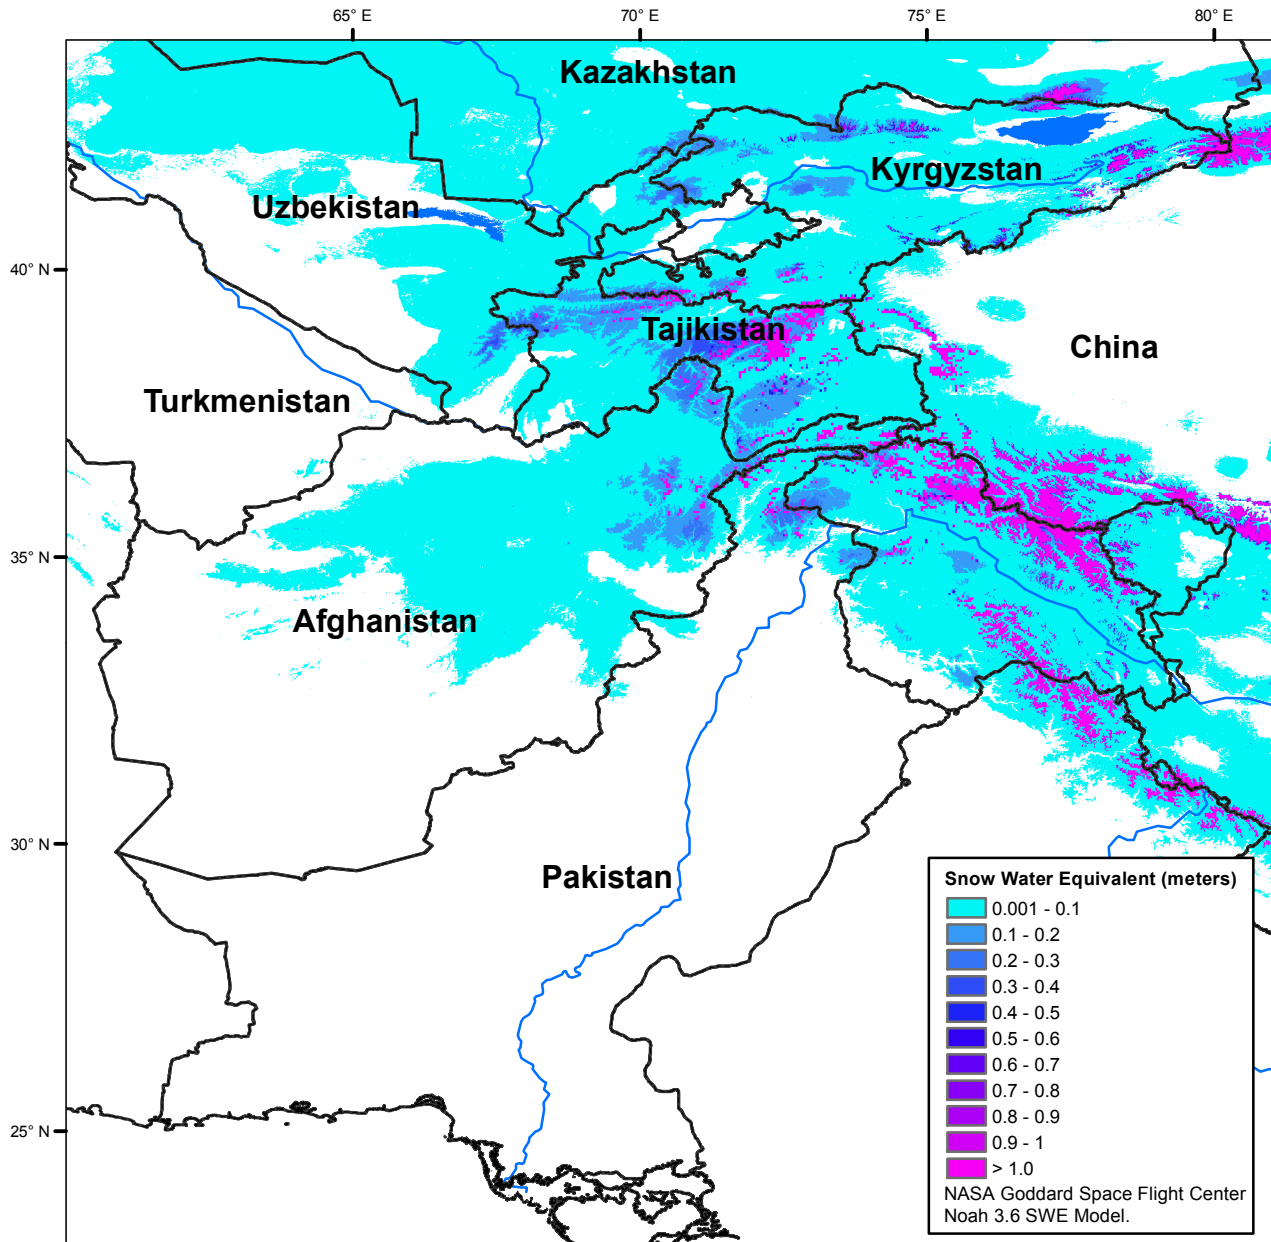 65° E
70° E
75° E
80° E
Kazakhstan
Kyrgyzstan
Uzbekistan
40° N
Tajikistan
China
Turkmenistan
35° N
Afghanistan
30° N
Pakistan
25° N
Snow Water Equivalent (meters)
0.001 - 0.1
0.1 - 0.2
0.2 - 0.3
0.3 - 0.4
0.4 - 0.5
0.5 - 0.6
0.6 - 0.7
0.7 - 0.8
0.8 - 0.9
0.9 - 1
> 1.0
NASA Goddard Space Flight Center
Noah 3.6 SWE Model.